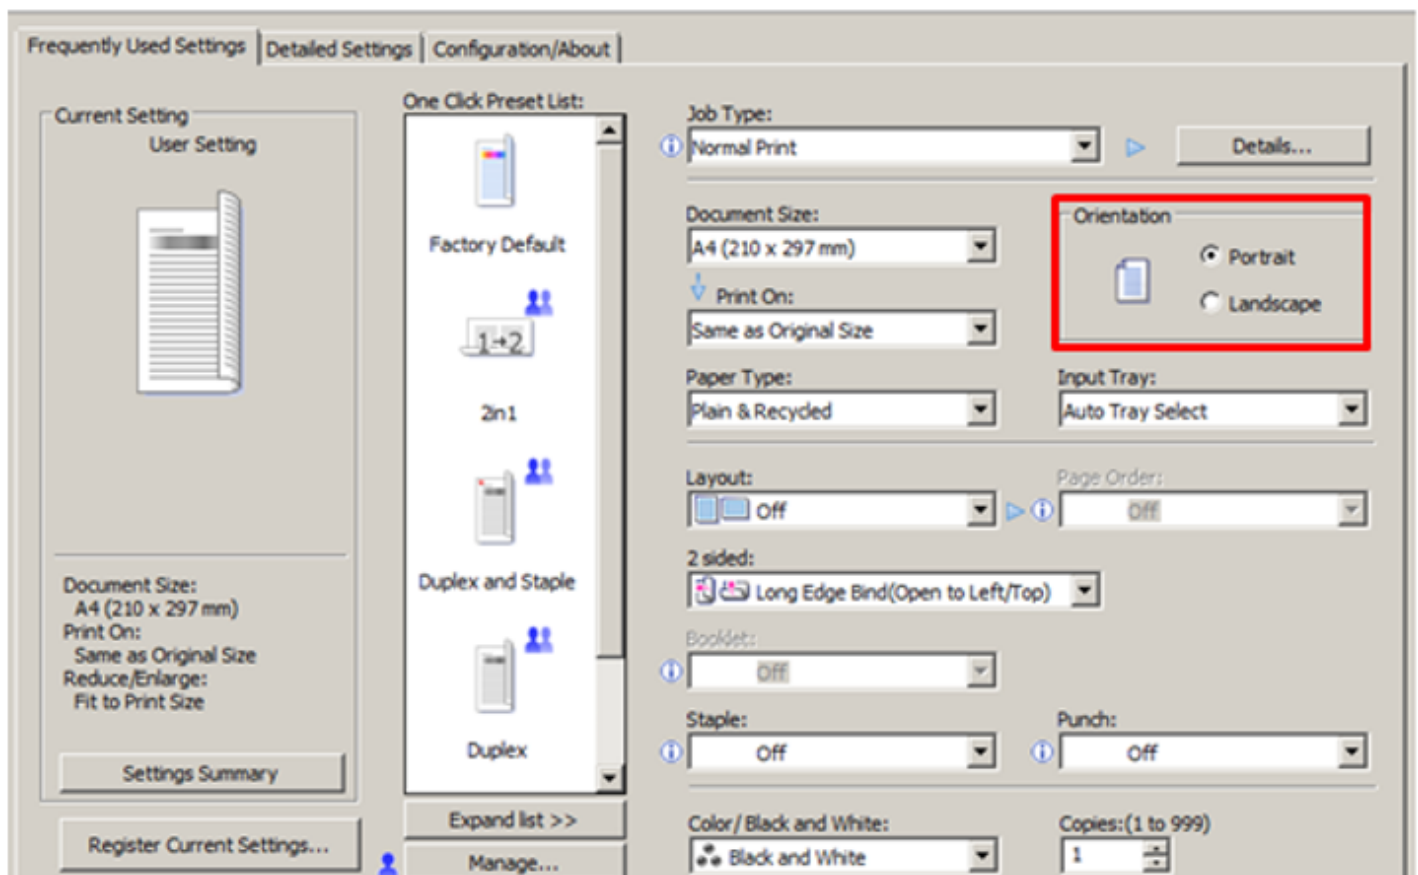 Frequently Used Settings
Detailed Settings
Configuration/About
Current Setting
User Setting
Document Size:
A4 (210 x 297 mm)
Print On:
Same as Original Size
Reduce/Enlarge:
Fit to Print Size
Settings Summary
Register Current Settings...
One Click Preset List:
Factory Default
1→2
2in1
Duplex and Staple
Duplex
Expand list >>
Manage...
Job Type:
Normal Print
Details...
Document Size:
A4 (210 x 297 mm)
Print On:
Same as Original Size
Orientation
Portrait
Landscape
Paper Type:
Plain & Recycled
Input Tray:
Auto Tray Select
Layout:
Off
Page Order:
Off
2 sided:
Long Edge Bind(Open to Left/Top)
Booklet:
Off
Staple:
Off
Punch:
Off
Color/ Black and White:
Black and White
Copies:(1 to 999)
1